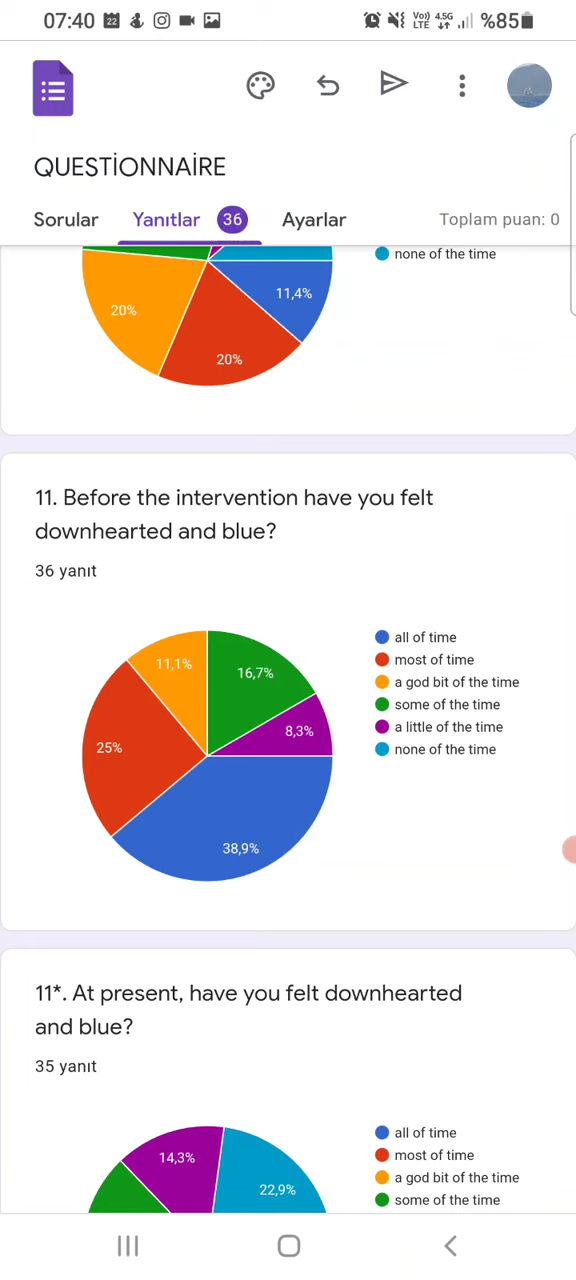 07:40 22 Vo)) LTE 4.5G %85
QUESTİONNAİRE
Sorular Yanıtlar 36 Ayarlar Toplam puan: 0
none of the time
11,4%
20%
20%
11. Before the intervention have you felt
downhearted and blue?
36 yanıt
all of time
most of time
a god bit of the time
some of the time
a little of the time
none of the time
11,1%
16,7%
8,3%
25%
38,9%
11*. At present, have you felt downhearted
and blue?
35 yanıt
all of time
most of time
a god bit of the time
some of the time
14,3%
22,9%